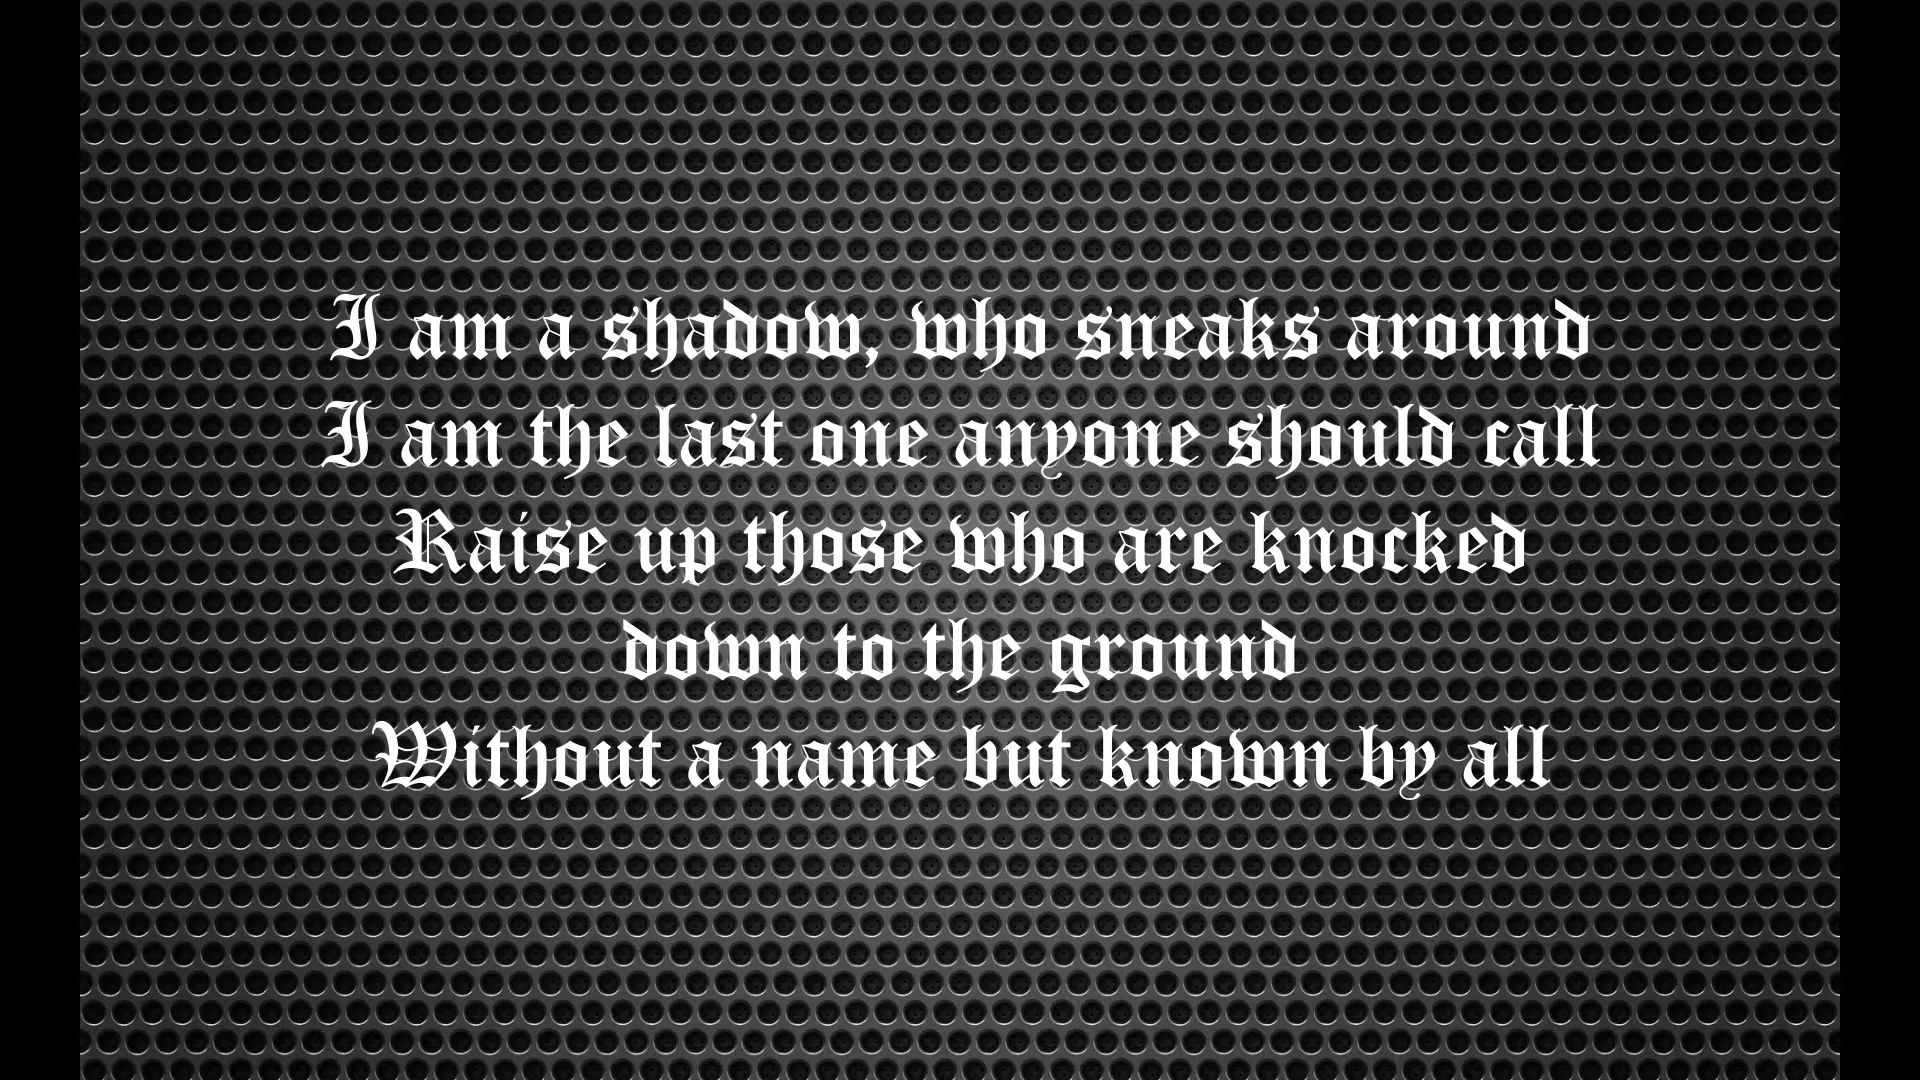 I am a shadow, who sneaks around
I am the last one anyone should call
Raise up those who are knocked
down to the ground
Without a name but known by all